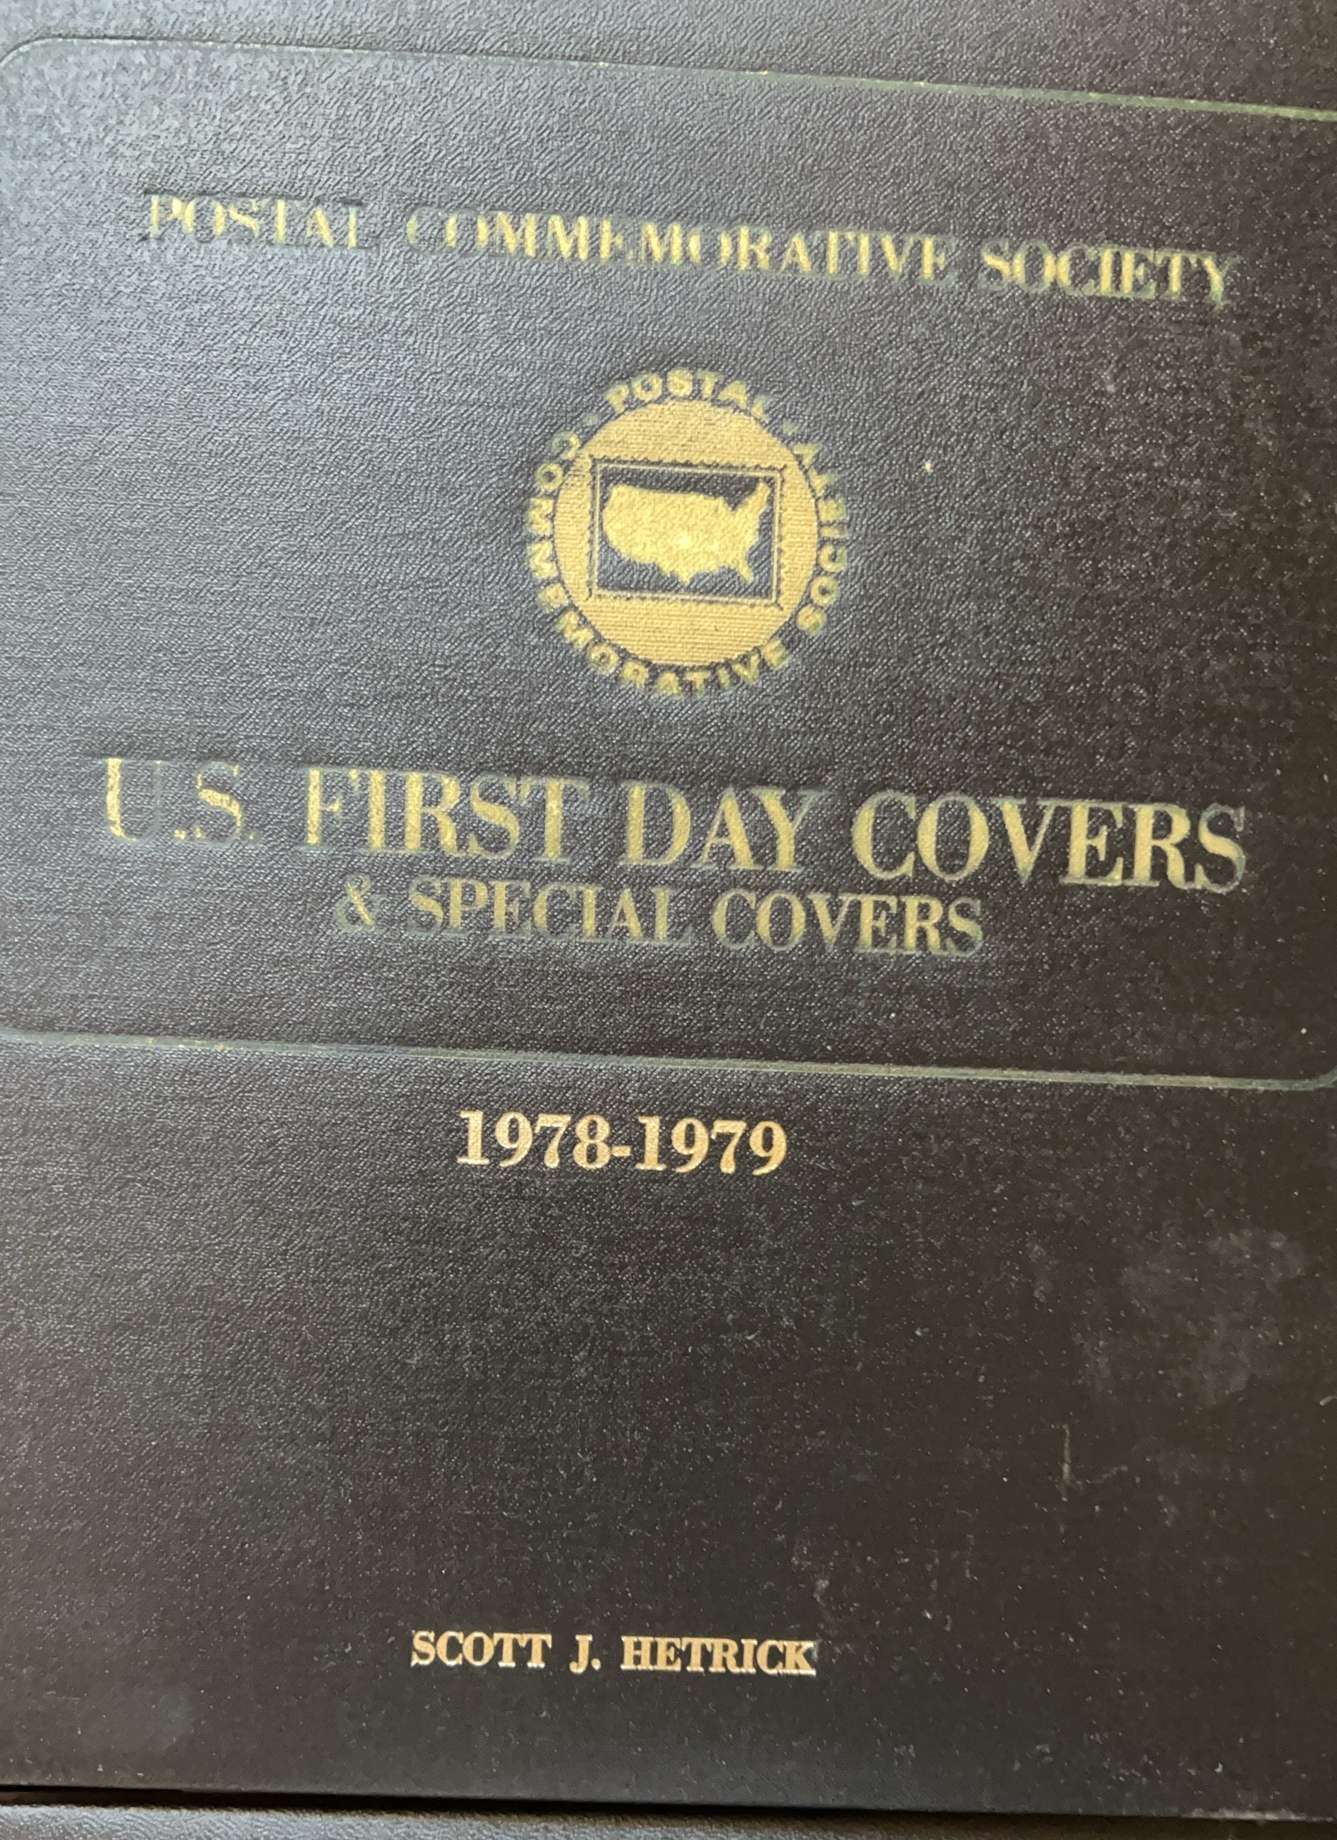 POSTAL COMMEMORATIVE SOCIETY
· POSTAL · COMMEMORATIVE SOCIETY
U.S. FIRST DAY COVERS
& SPECIAL COVERS
1978-1979
SCOTT J. HETRICK